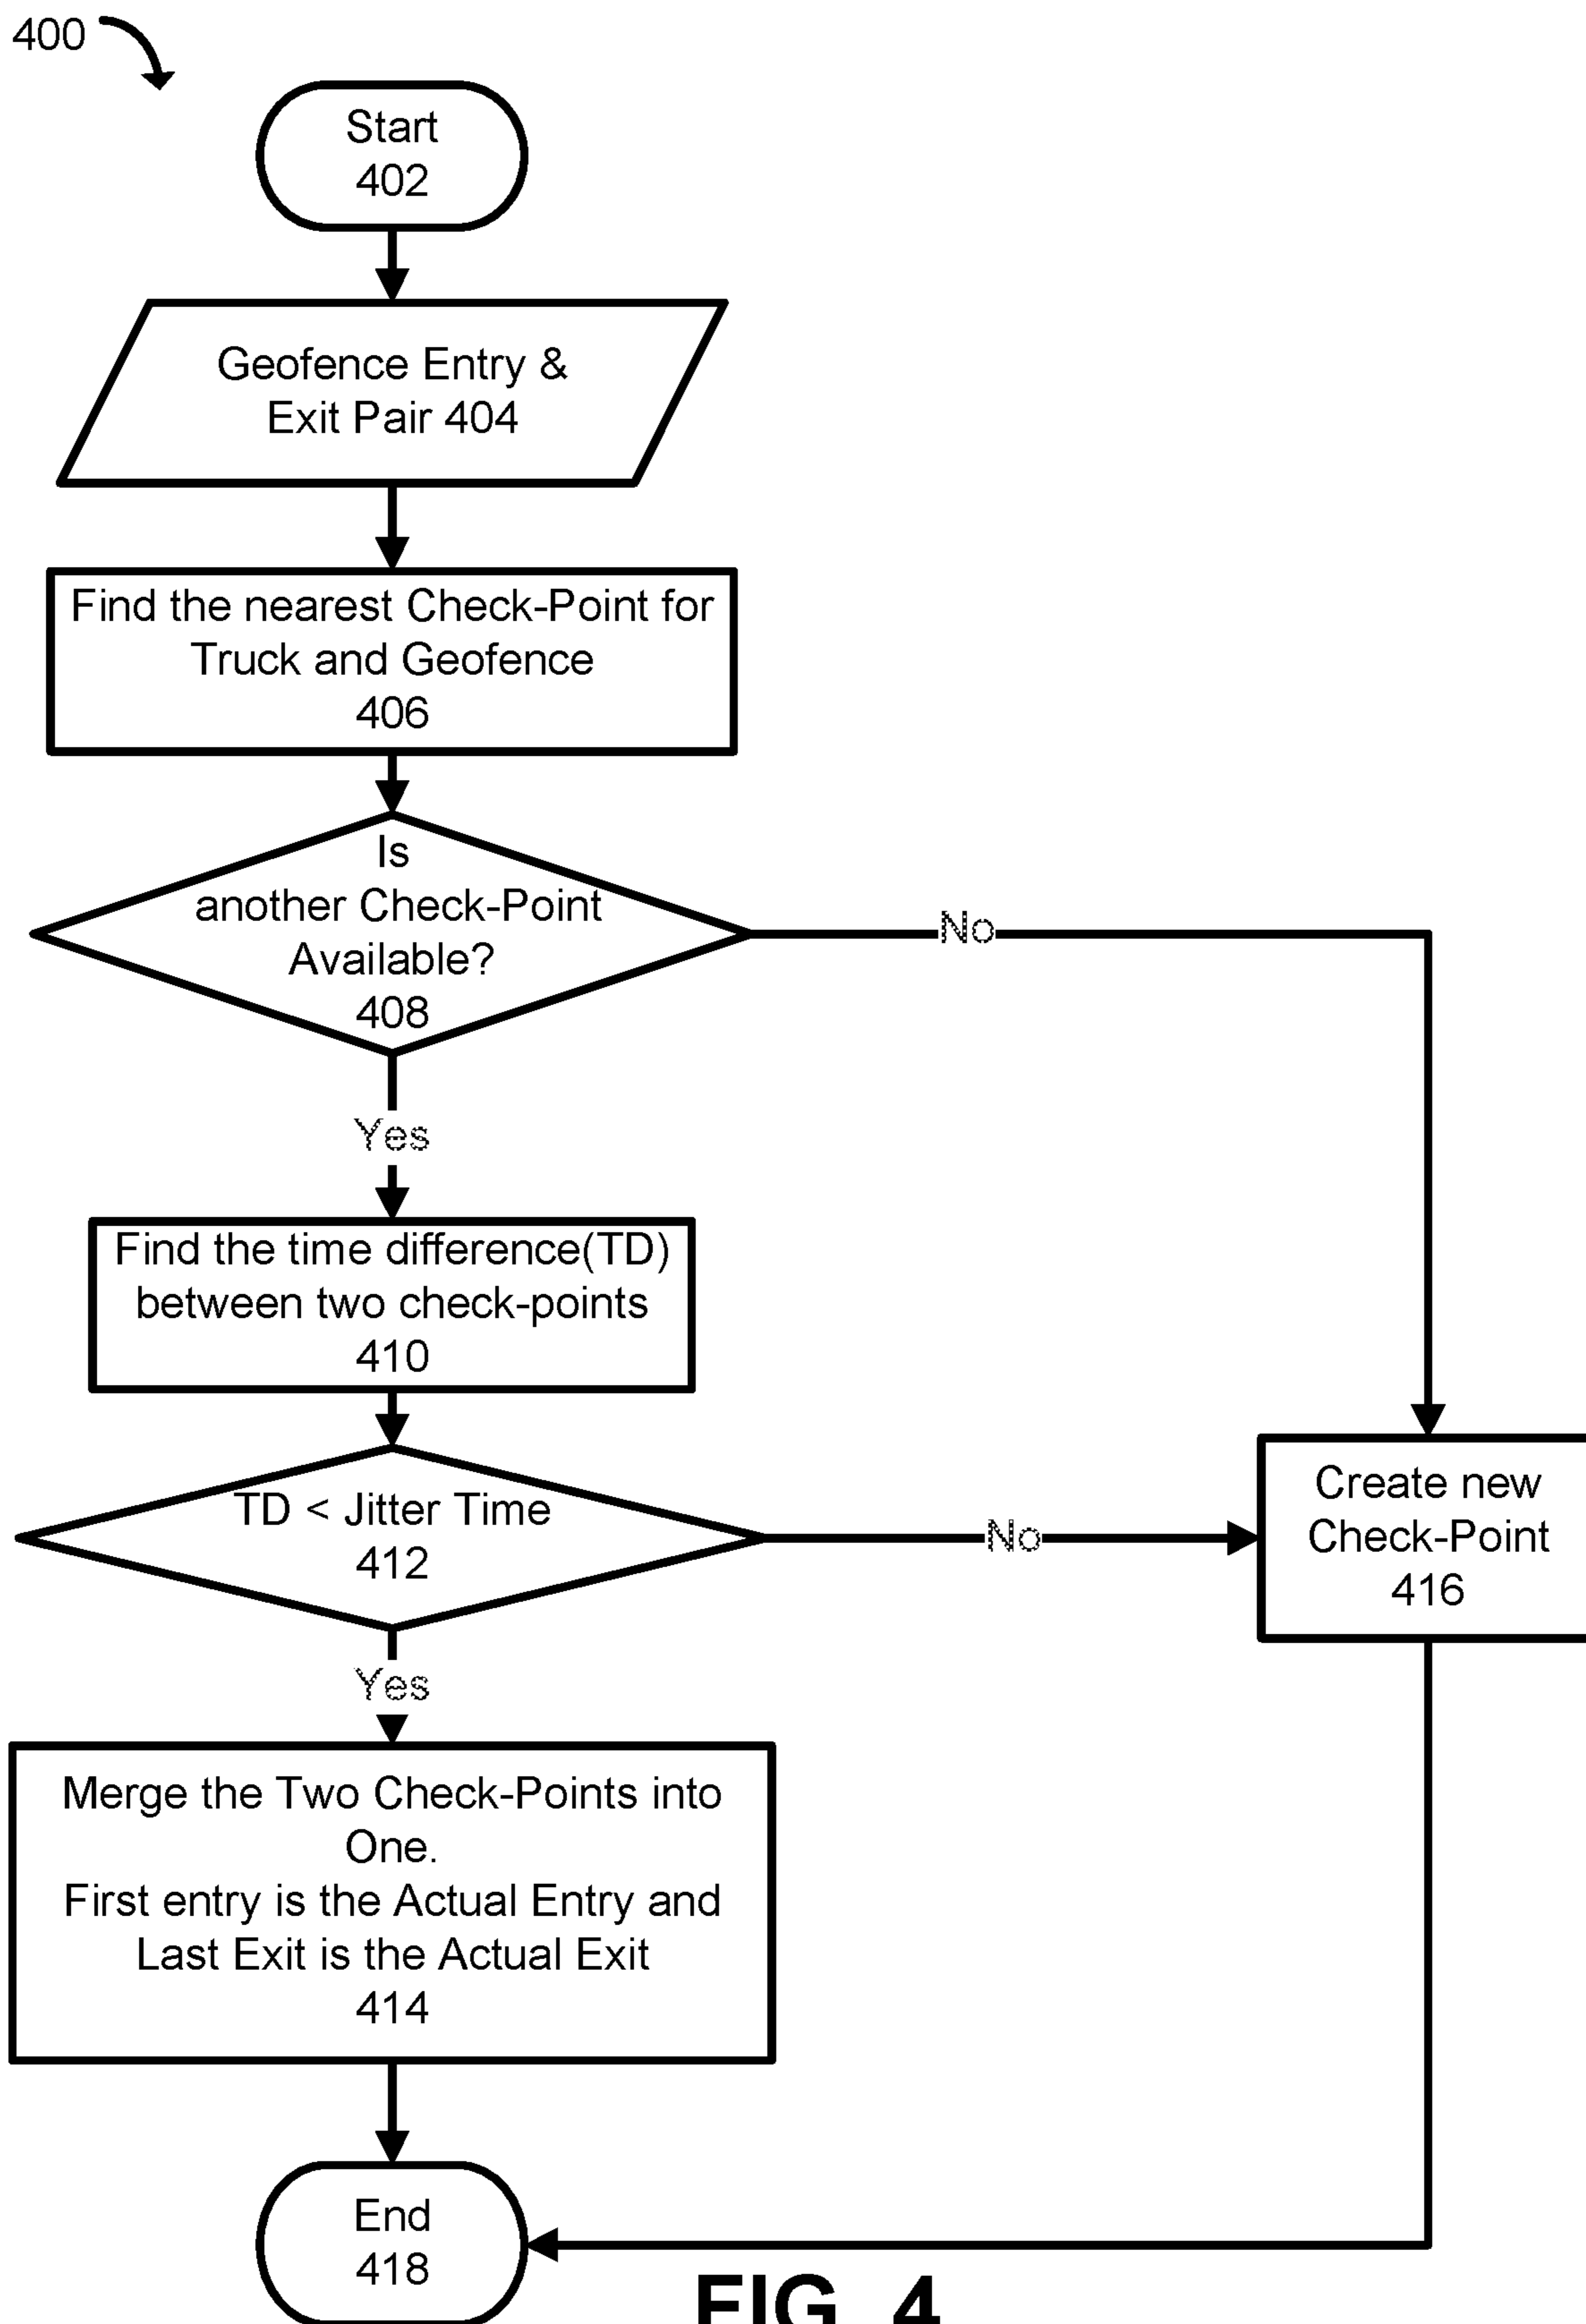 400
Start
402
Geofence Entry &
Exit Pair 404
Find the nearest Check-Point for
Truck and Geofence
406
Is
another Check-Point
Available?
408
No
Yes
Find the time difference(TD)
between two check-points
410
TD < Jitter Time
412
No
Create new
Check-Point
416
Yes
Merge the Two Check-Points into
One.
First entry is the Actual Entry and
Last Exit is the Actual Exit
414
End
418
FIG. 4